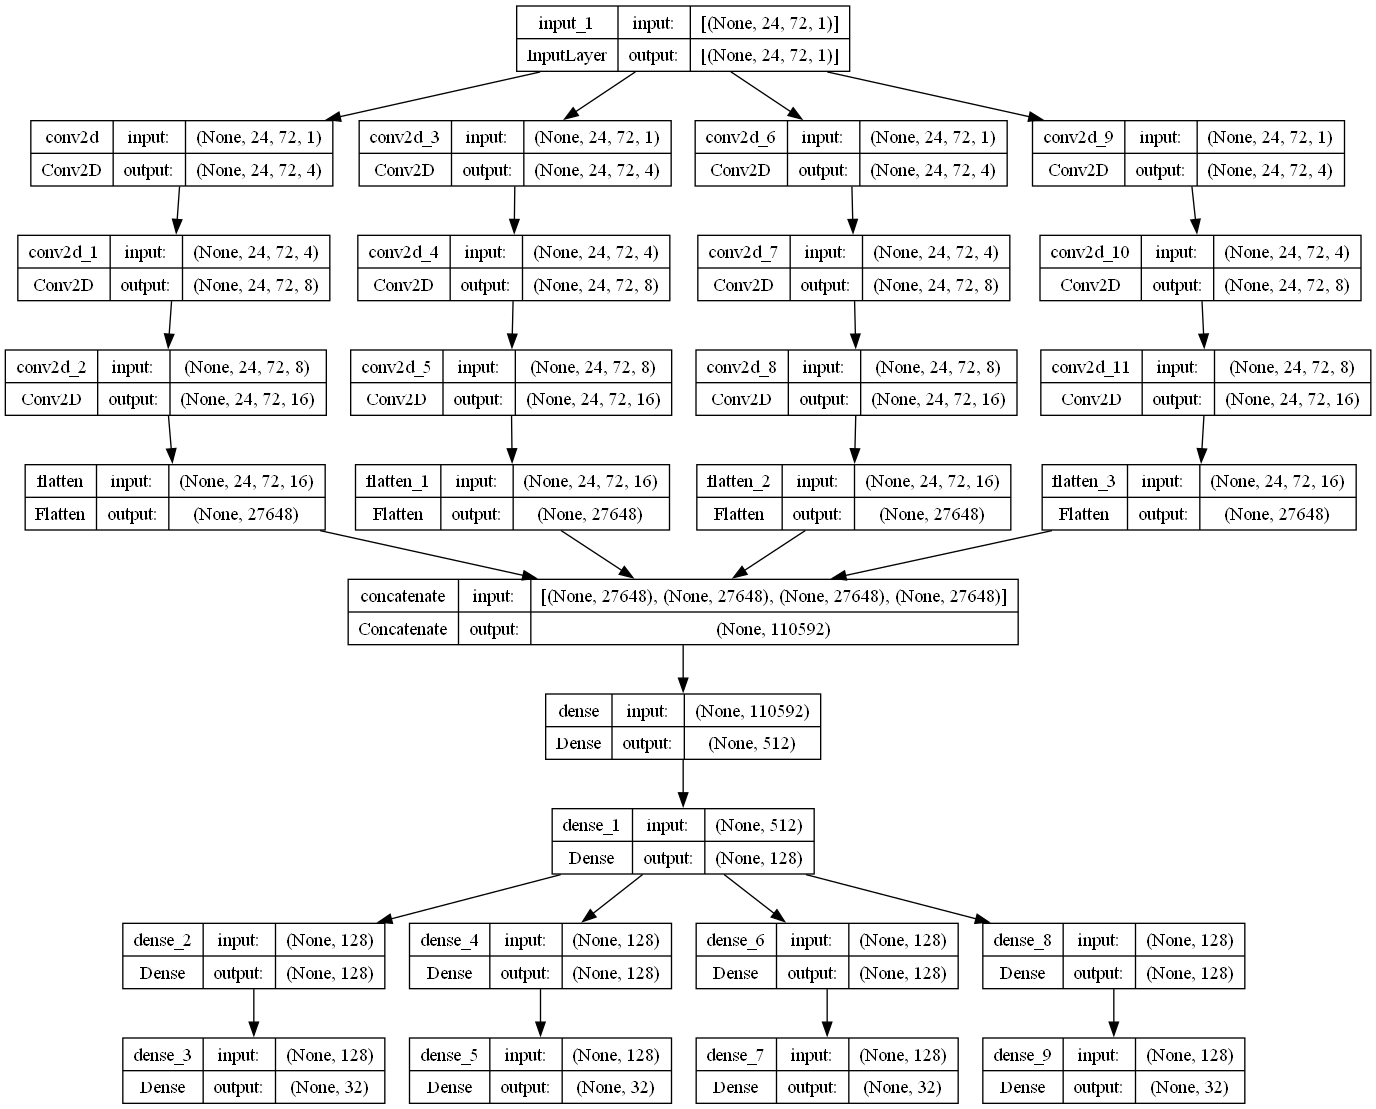 input_1 input: [(None, 24, 72, 1)]
InputLayer output: [(None, 24, 72, 1)]
conv2d input: (None, 24, 72, 1) conv2d_3 input: (None, 24, 72, 1) conv2d_6 input: (None, 24, 72, 1) conv2d_9 input: (None, 24, 72, 1)
Conv2D output: (None, 24, 72, 4) Conv2D output: (None, 24, 72, 4) Conv2D output: (None, 24, 72, 4) Conv2D output: (None, 24, 72, 4)
conv2d_1 input: (None, 24, 72, 4) conv2d_4 input: (None, 24, 72, 4) conv2d_7 input: (None, 24, 72, 4) conv2d_10 input: (None, 24, 72, 4)
Conv2D output: (None, 24, 72, 8) Conv2D output: (None, 24, 72, 8) Conv2D output: (None, 24, 72, 8) Conv2D output: (None, 24, 72, 8)
conv2d_2 input: (None, 24, 72, 8) conv2d_5 input: (None, 24, 72, 8) conv2d_8 input: (None, 24, 72, 8) conv2d_11 input: (None, 24, 72, 8)
Conv2D output: (None, 24, 72, 16) Conv2D output: (None, 24, 72, 16) Conv2D output: (None, 24, 72, 16) Conv2D output: (None, 24, 72, 16)
flatten input: (None, 24, 72, 16) flatten_1 input: (None, 24, 72, 16) flatten_2 input: (None, 24, 72, 16) flatten_3 input: (None, 24, 72, 16)
Flatten output: (None, 27648) Flatten output: (None, 27648) Flatten output: (None, 27648) Flatten output: (None, 27648)
concatenate input: [(None, 27648), (None, 27648), (None, 27648), (None, 27648)]
Concatenate output: (None, 110592)
dense input: (None, 110592)
Dense output: (None, 512)
dense_1 input: (None, 512)
Dense output: (None, 128)
dense_2 input: (None, 128) dense_4 input: (None, 128) dense_6 input: (None, 128) dense_8 input: (None, 128)
Dense output: (None, 128) Dense output: (None, 128) Dense output: (None, 128) Dense output: (None, 128)
dense_3 input: (None, 128) dense_5 input: (None, 128) dense_7 input: (None, 128) dense_9 input: (None, 128)
Dense output: (None, 32) Dense output: (None, 32) Dense output: (None, 32) Dense output: (None, 32)